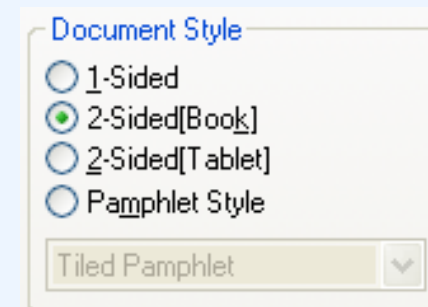 Document Style
1-Sided
2-Sided[Book]
2-Sided[Tablet]
Pamphlet Style
Tiled Pamphlet